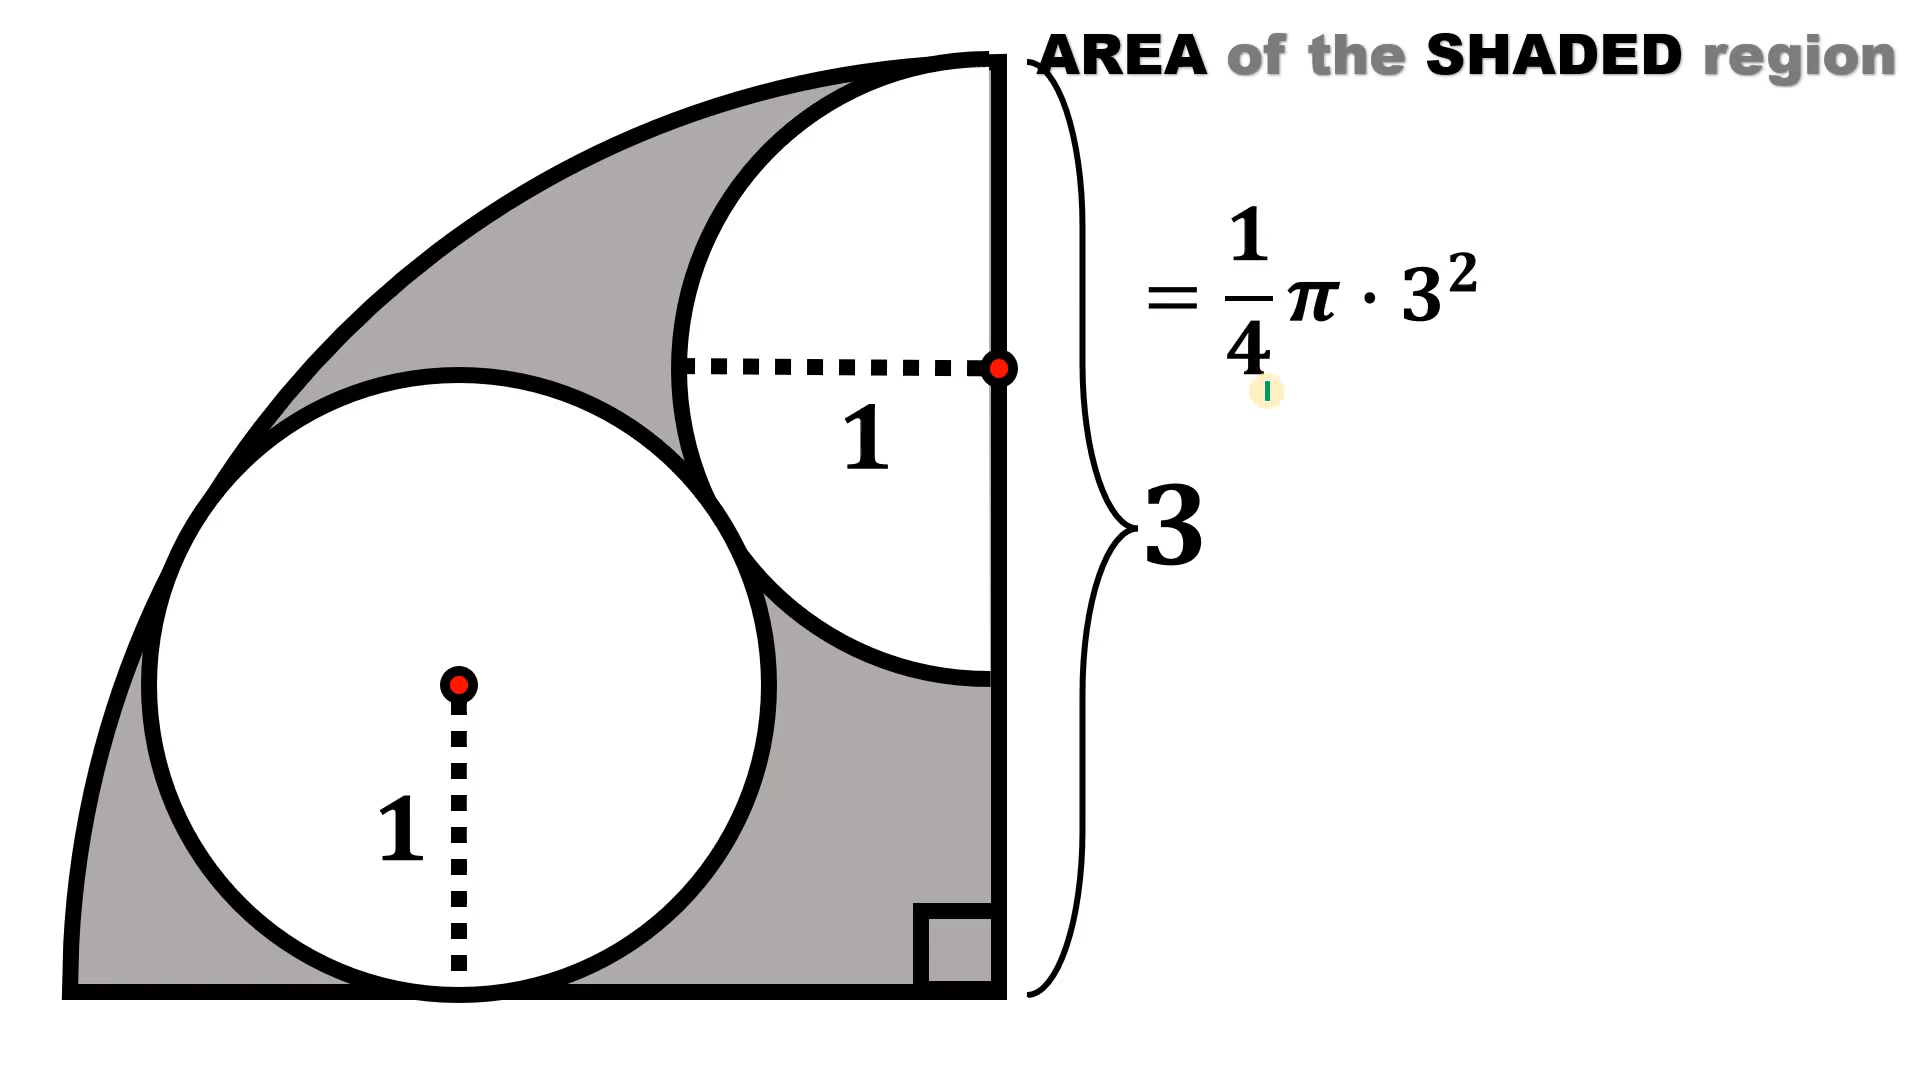 AREA of the SHADED region
= 1/4 π · 3²
1
3
1